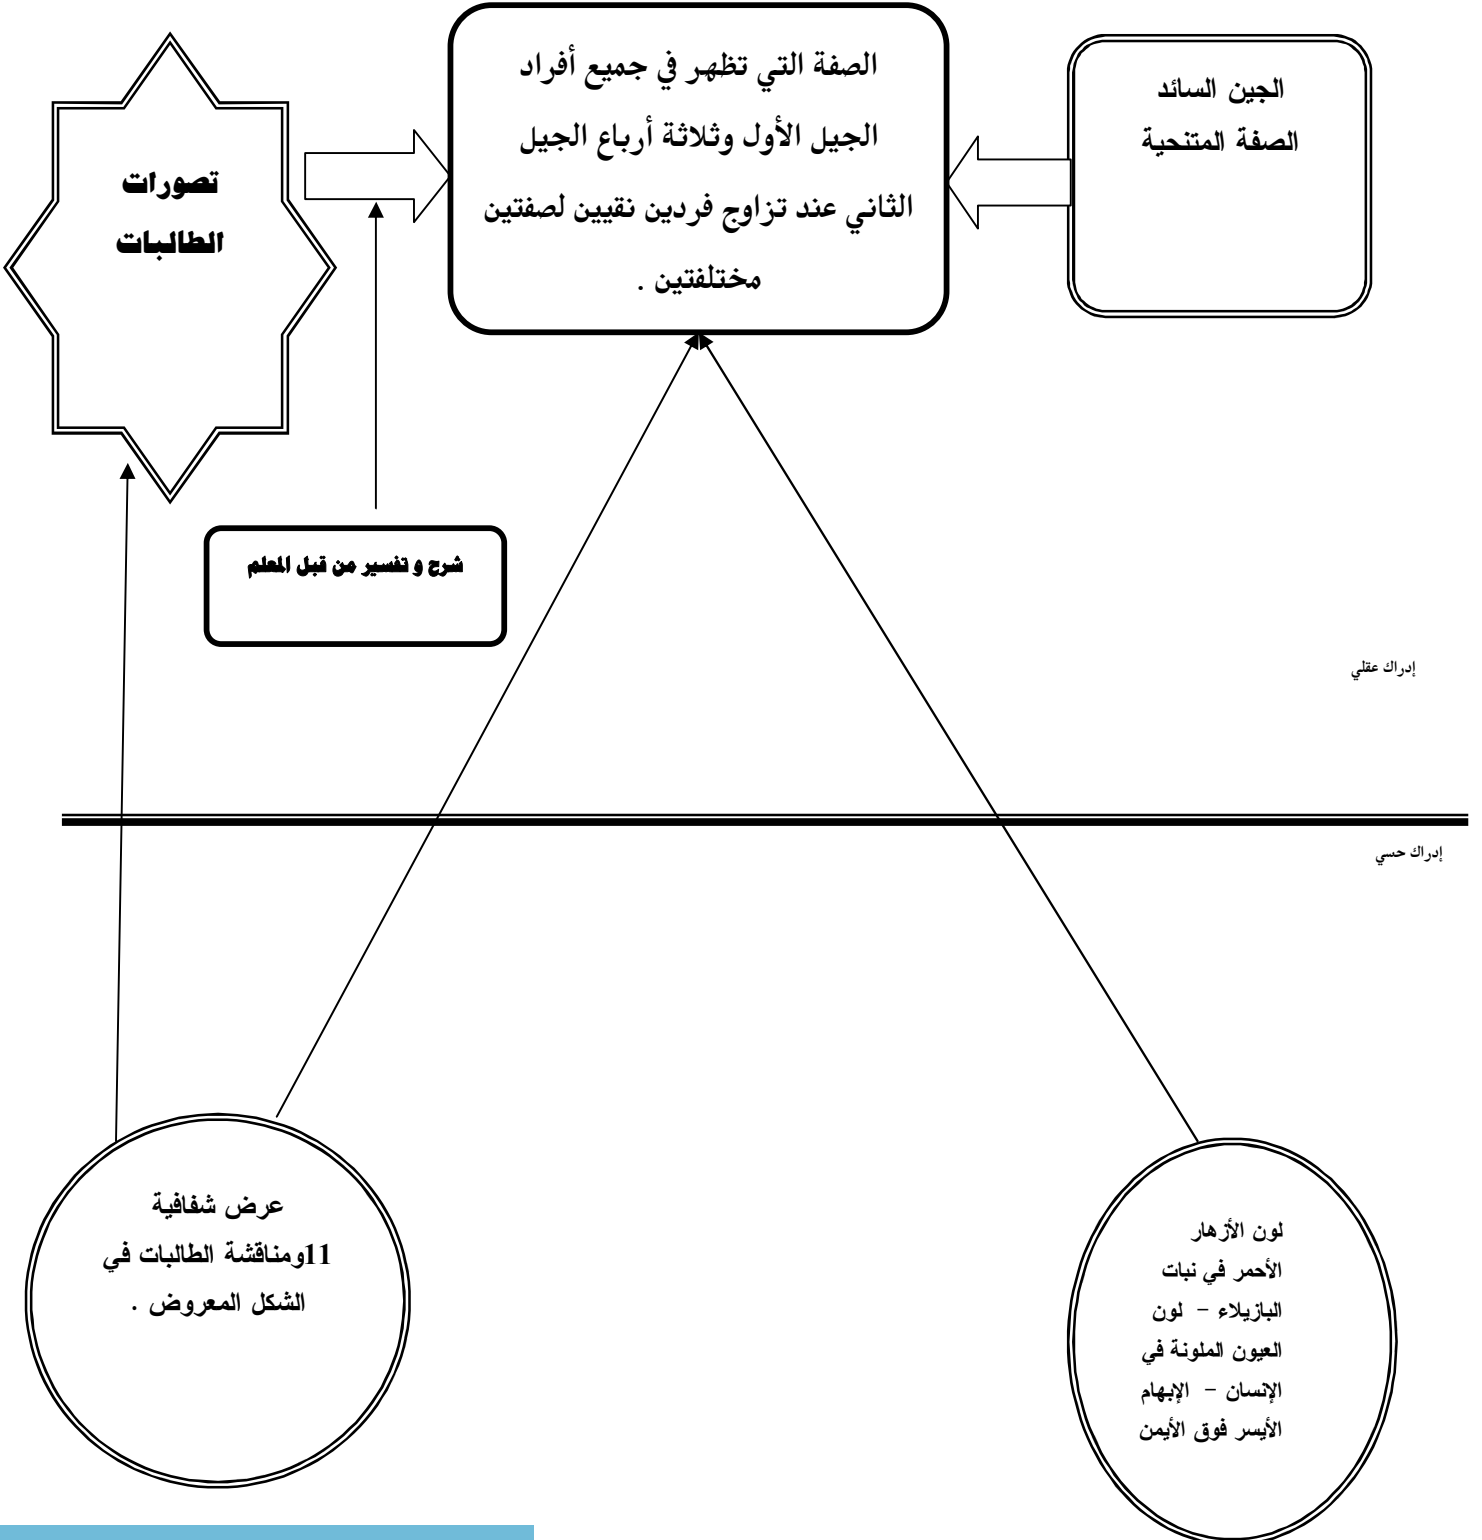 الجين السائد
الصفة المتنحية
الصفة التي تظهر في جميع أفراد
الجيل الأول وثلاثة أرباع الجيل
الثاني عند تزاوج فردين نقيين لصفتين
مختلفتين .
تصورات
الطالبات
شرح و تفسير من قبل المعلم
إدراك عقلي
إدراك حسي
لون الأزهار
الأحمر في نبات
البازيلاء – لون
العيون الملونة في
الإنسان – الإبهام
الأيسر فوق الأيمن
عرض شفافية
11ومناقشة الطالبات في
الشكل المعروض .